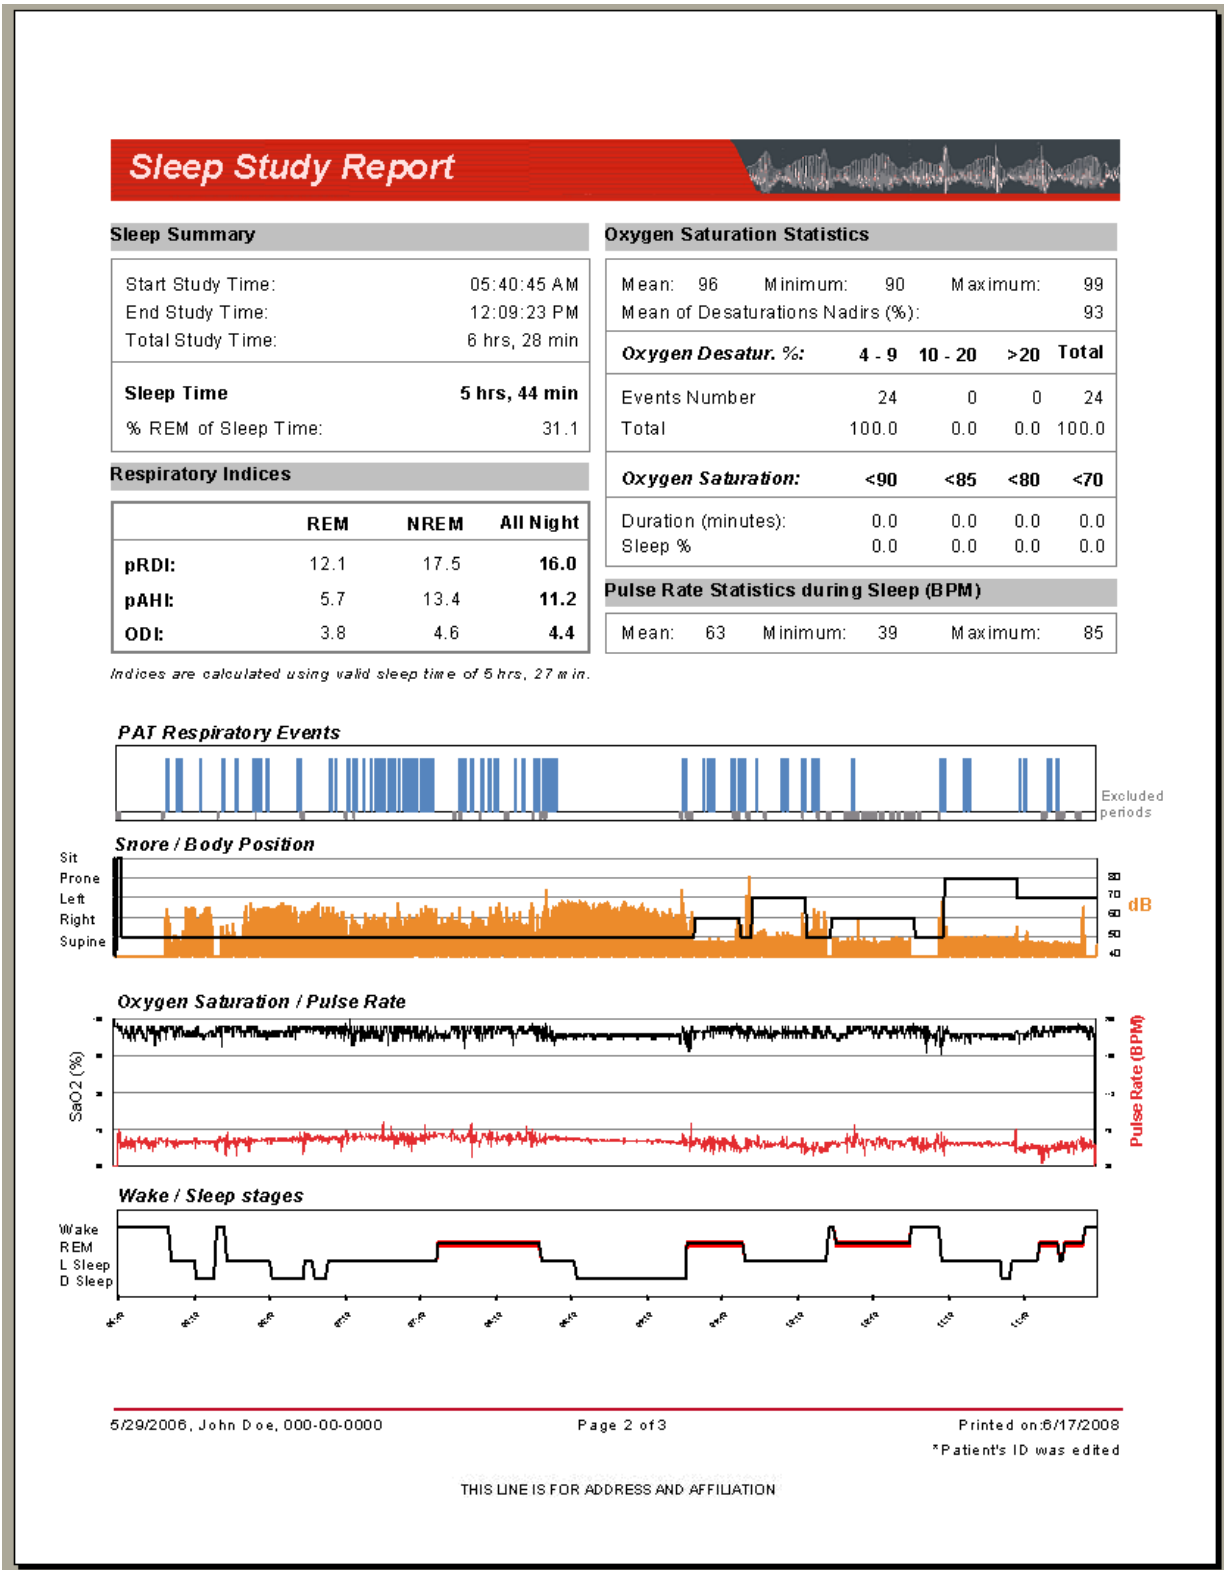 Sleep Study Report
Sleep Summary
Start Study Time: 05:40:45 AM
End Study Time: 12:09:23 PM
Total Study Time: 6 hrs, 28 min
Sleep Time 5 hrs, 44 min
% REM of Sleep Time: 31.1
Respiratory Indices
REM NREM All Night
pRDI: 12.1 17.5 16.0
pAHI: 5.7 13.4 11.2
ODI: 3.8 4.6 4.4
Indices are calculated using valid sleep time of 5 hrs, 27 min.
Oxygen Saturation Statistics
Mean: 96 Minimum: 90 Maximum: 99
Mean of Desaturations Nadirs (%): 93
Oxygen Desatur. %: 4 - 9 10 - 20 >20 Total
Events Number 24 0 0 24
Total 100.0 0.0 0.0 100.0
Oxygen Saturation: <90 <85 <80 <70
Duration (minutes): 0.0 0.0 0.0 0.0
Sleep % 0.0 0.0 0.0 0.0
Pulse Rate Statistics during Sleep (BPM)
Mean: 63 Minimum: 39 Maximum: 85
PAT Respiratory Events
Excluded
periods
Snore / Body Position
Sit
Prone
Left
Right
Supine
80
70
60
50
40
dB
Oxygen Saturation / Pulse Rate
SaO2 (%)
Pulse Rate (BPM)
Wake / Sleep stages
Wake
REM
L Sleep
D Sleep
5/29/2006, John Doe, 000-00-0000 Page 2 of 3 Printed on:6/17/2008
*Patient's ID was edited
THIS LINE IS FOR ADDRESS AND AFFILIATION